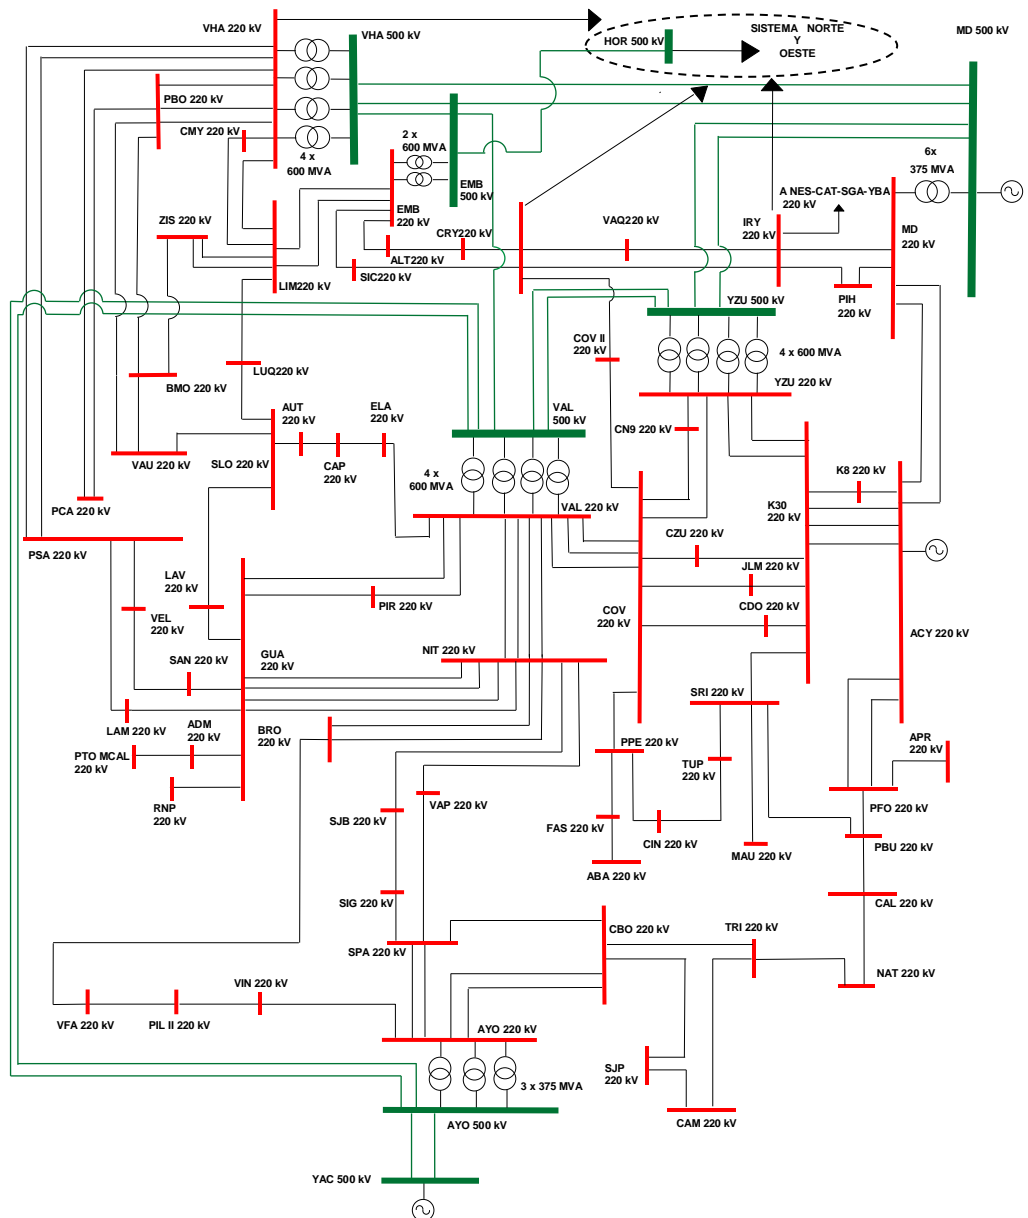 VHA 220 kV
VHA 500 kV
HOR 500 kV
SISTEMA NORTE
Y
OESTE
MD 500 kV
PBO 220 kV
CMY 220 kV
4 x
600 MVA
2 x
600 MVA
EMB
500 kV
EMB
220 kV
6x
375 MVA
A NES-CAT-SGA-YBA
220 kV
ZIS 220 kV
CRY220 kV
VAQ220 kV
IRY
220 kV
MD
220 kV
ALT220 kV
SIC220 kV
LIM220 kV
PIH
220 kV
YZU 500 kV
COV II
220 kV
4 x 600 MVA
LUQ220 kV
BMO 220 kV
YZU 220 kV
AUT
220 kV
ELA
220 kV
VAL
500 kV
CN9 220 kV
VAU 220 kV
SLO 220 kV
CAP
220 kV
4 x
600 MVA
K8 220 kV
PCA 220 kV
VAL 220 kV
K30
220 kV
PSA 220 kV
CZU 220 kV
LAV
220 kV
JLM 220 kV
PIR 220 kV
CDO 220 kV
VEL
220 kV
COV
220 kV
ACY 220 kV
SAN 220 kV
GUA
220 kV
NIT 220 kV
SRI 220 kV
LAM 220 kV
ADM
220 kV
BRO
220 kV
PTO MCAL
220 kV
PPE 220 kV
TUP
220 kV
APR
220 kV
RNP
220 kV
VAP 220 kV
SJB 220 kV
FAS 220 kV
CIN 220 kV
MAU 220 kV
PFO 220 kV
PBU 220 kV
ABA 220 kV
SIG 220 kV
CAL 220 kV
SPA 220 kV
CBO 220 kV
TRI 220 kV
NAT 220 kV
VIN 220 kV
VFA 220 kV
PIL II 220 kV
AYO 220 kV
SJP
220 kV
3 x 375 MVA
CAM 220 kV
AYO 500 kV
YAC 500 kV